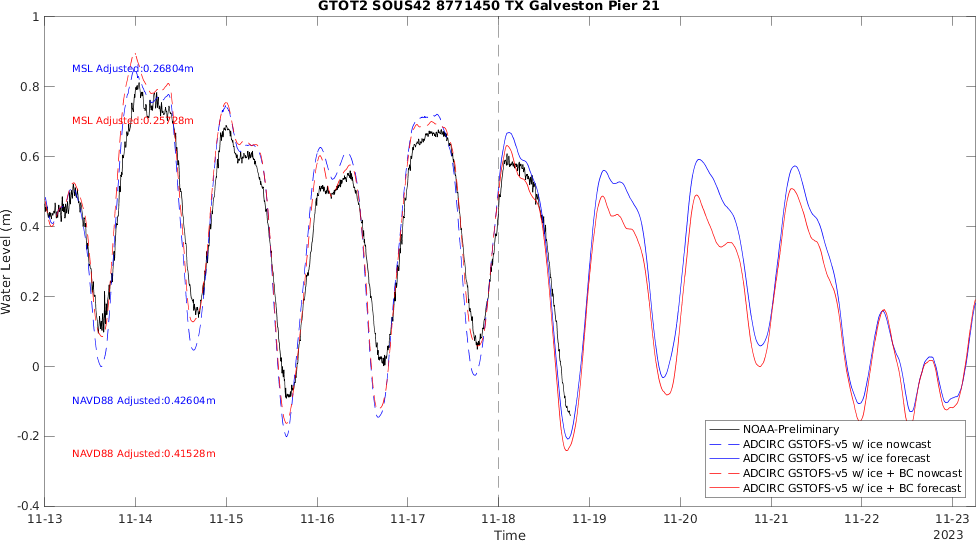 GTOT2 SOUS42 8771450 TX Galveston Pier 21
1
0.8
0.6
0.4
0.2
0
-0.2
-0.4
Water Level (m)
MSL Adjusted:0.26804m
MSL Adjusted:0.25728m
NAVD88 Adjusted:0.42604m
NAVD88 Adjusted:0.41528m
NOAA-Preliminary
ADCIRC GSTOFS-v5 w/ ice nowcast
ADCIRC GSTOFS-v5 w/ ice forecast
ADCIRC GSTOFS-v5 w/ ice + BC nowcast
ADCIRC GSTOFS-v5 w/ ice + BC forecast
11-13 11-14 11-15 11-16 11-17 11-18 11-19 11-20 11-21 11-22 11-23
Time
2023